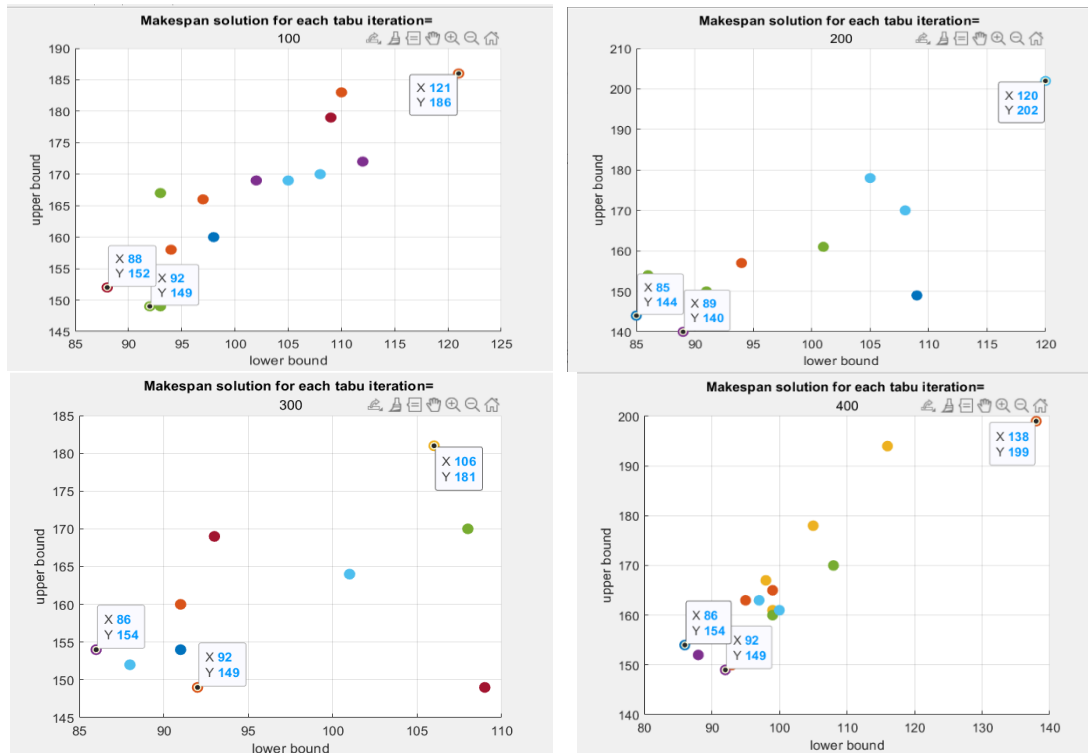 Makespan solution for each tabu iteration=
100
190
185
180
175
170
165
160
155
150
145
upper bound
X 121
Y 186
X 88
Y 152
X 92
Y 149
85 90 95 100 105 110 115 120 125
lower bound
Makespan solution for each tabu iteration=
200
210
200
190
180
170
160
150
140
upper bound
X 120
Y 202
X 85
Y 144
X 89
Y 140
85 90 95 100 105 110 115 120
lower bound
Makespan solution for each tabu iteration=
300
185
180
175
170
165
160
155
150
145
upper bound
X 106
Y 181
X 86
Y 154
X 92
Y 149
85 90 95 100 105 110
lower bound
Makespan solution for each tabu iteration=
400
200
190
180
170
160
150
140
upper bound
X 138
Y 199
X 86
Y 154
X 92
Y 149
80 90 100 110 120 130 140
lower bound